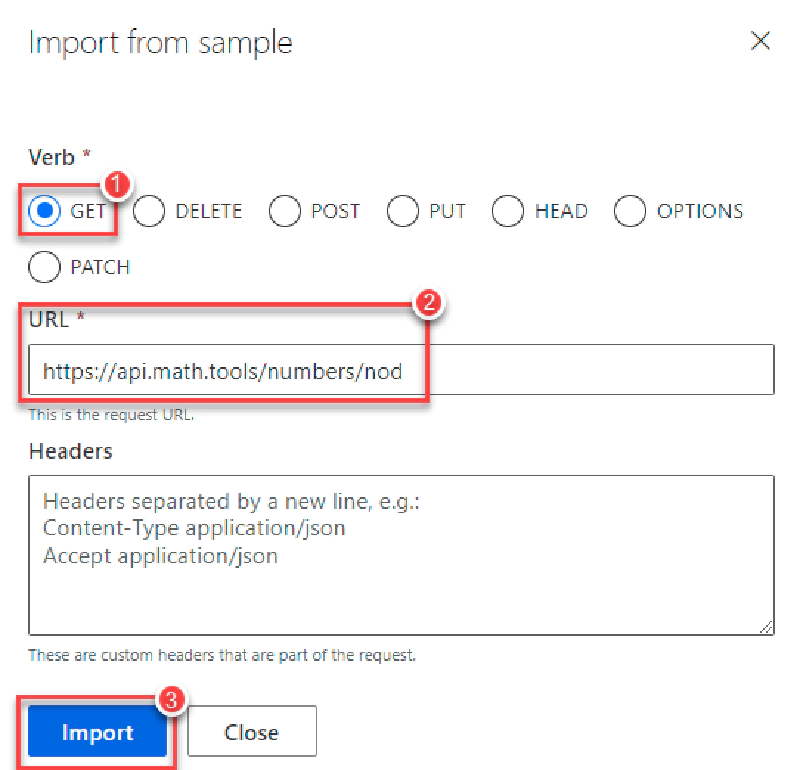 Import from sample
Verb *
1
GET DELETE POST PUT HEAD OPTIONS
PATCH
2
URL *
https://api.math.tools/numbers/nod
This is the request URL.
Headers
Headers separated by a new line, e.g.:
Content-Type application/json
Accept application/json
These are custom headers that are part of the request.
3
Import Close